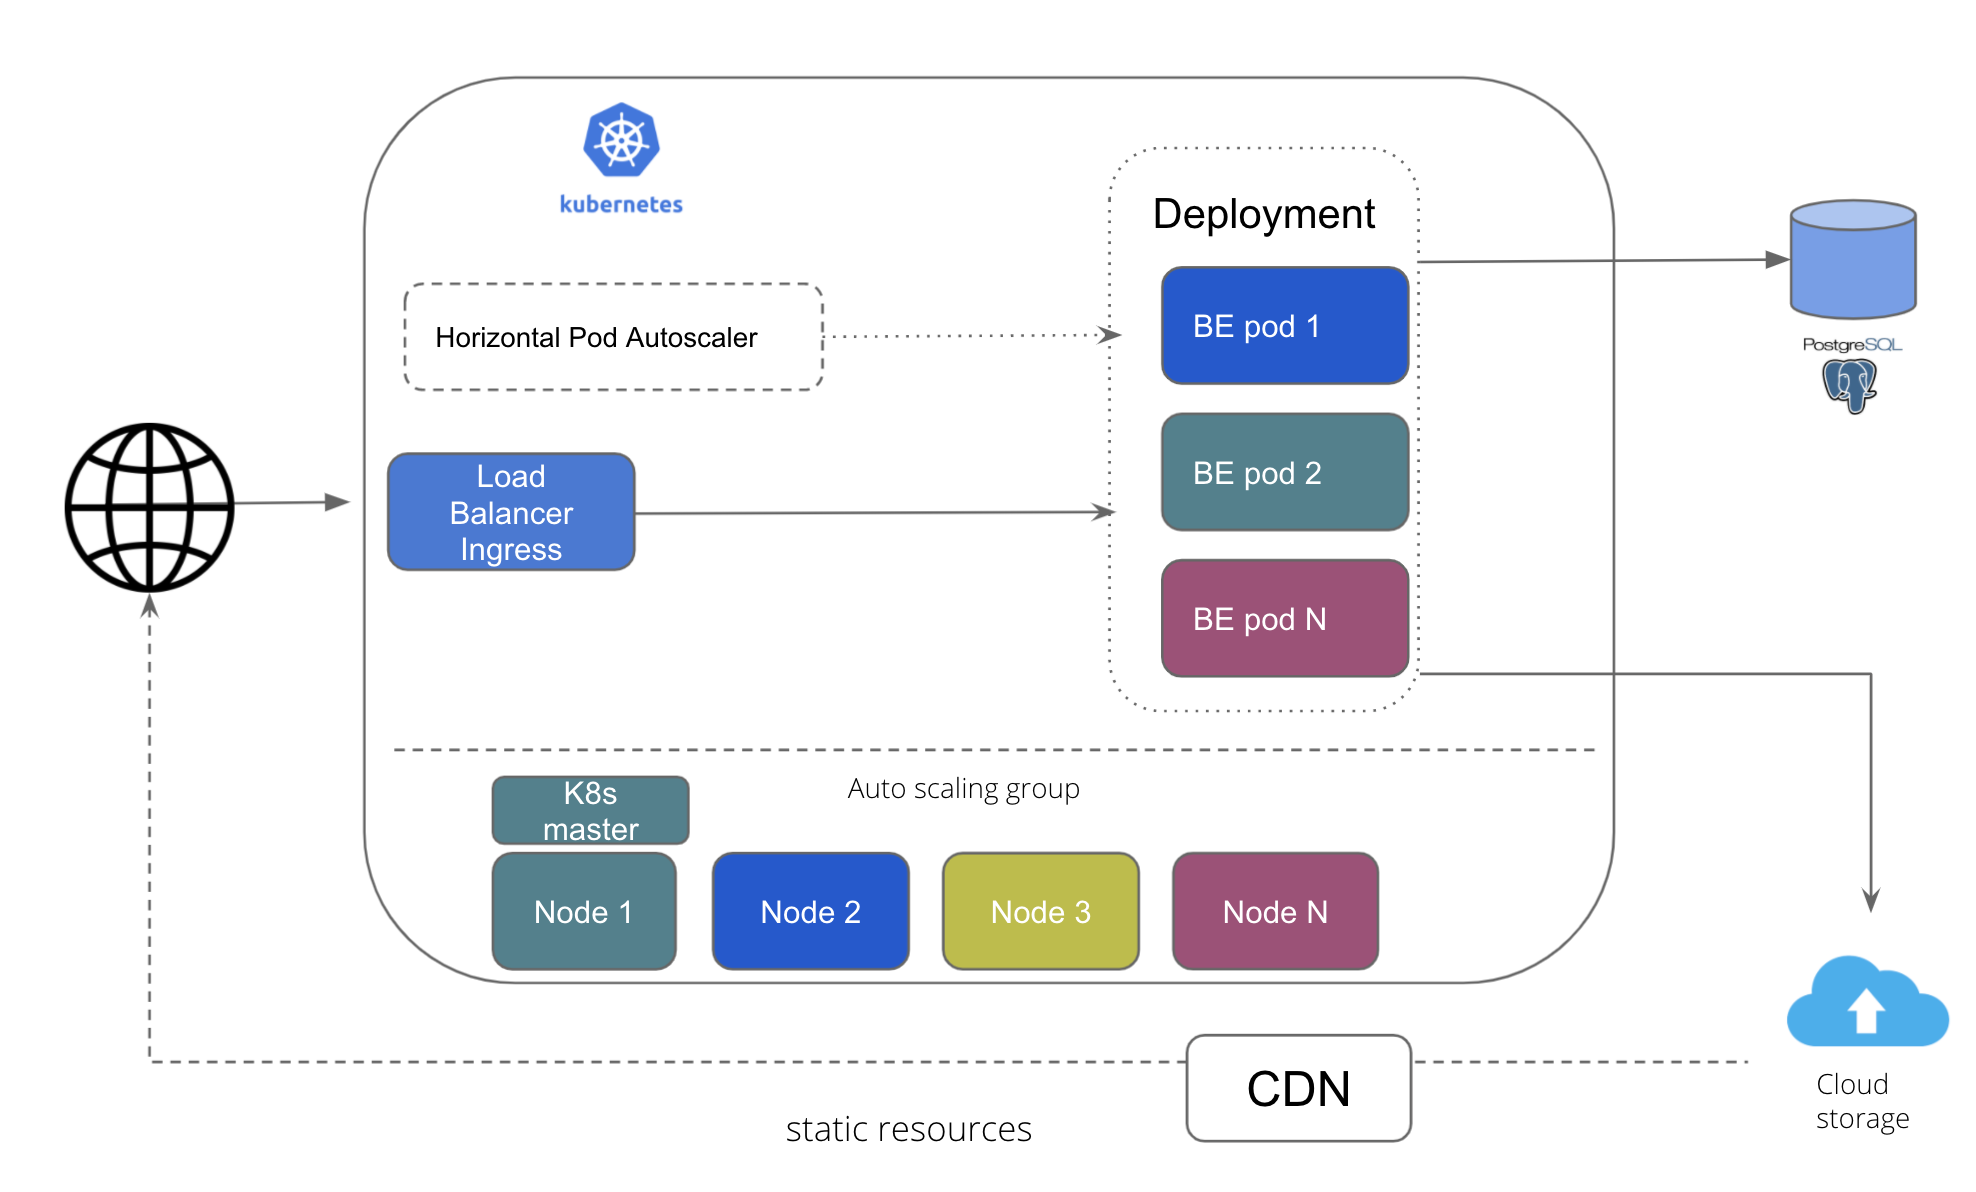 kubernetes
Deployment
Horizontal Pod Autoscaler
BE pod 1
PostgreSQL
Load
Balancer
Ingress
BE pod 2
BE pod N
Auto scaling group
K8s
master
Node 1
Node 2
Node 3
Node N
CDN
static resources
Cloud
storage